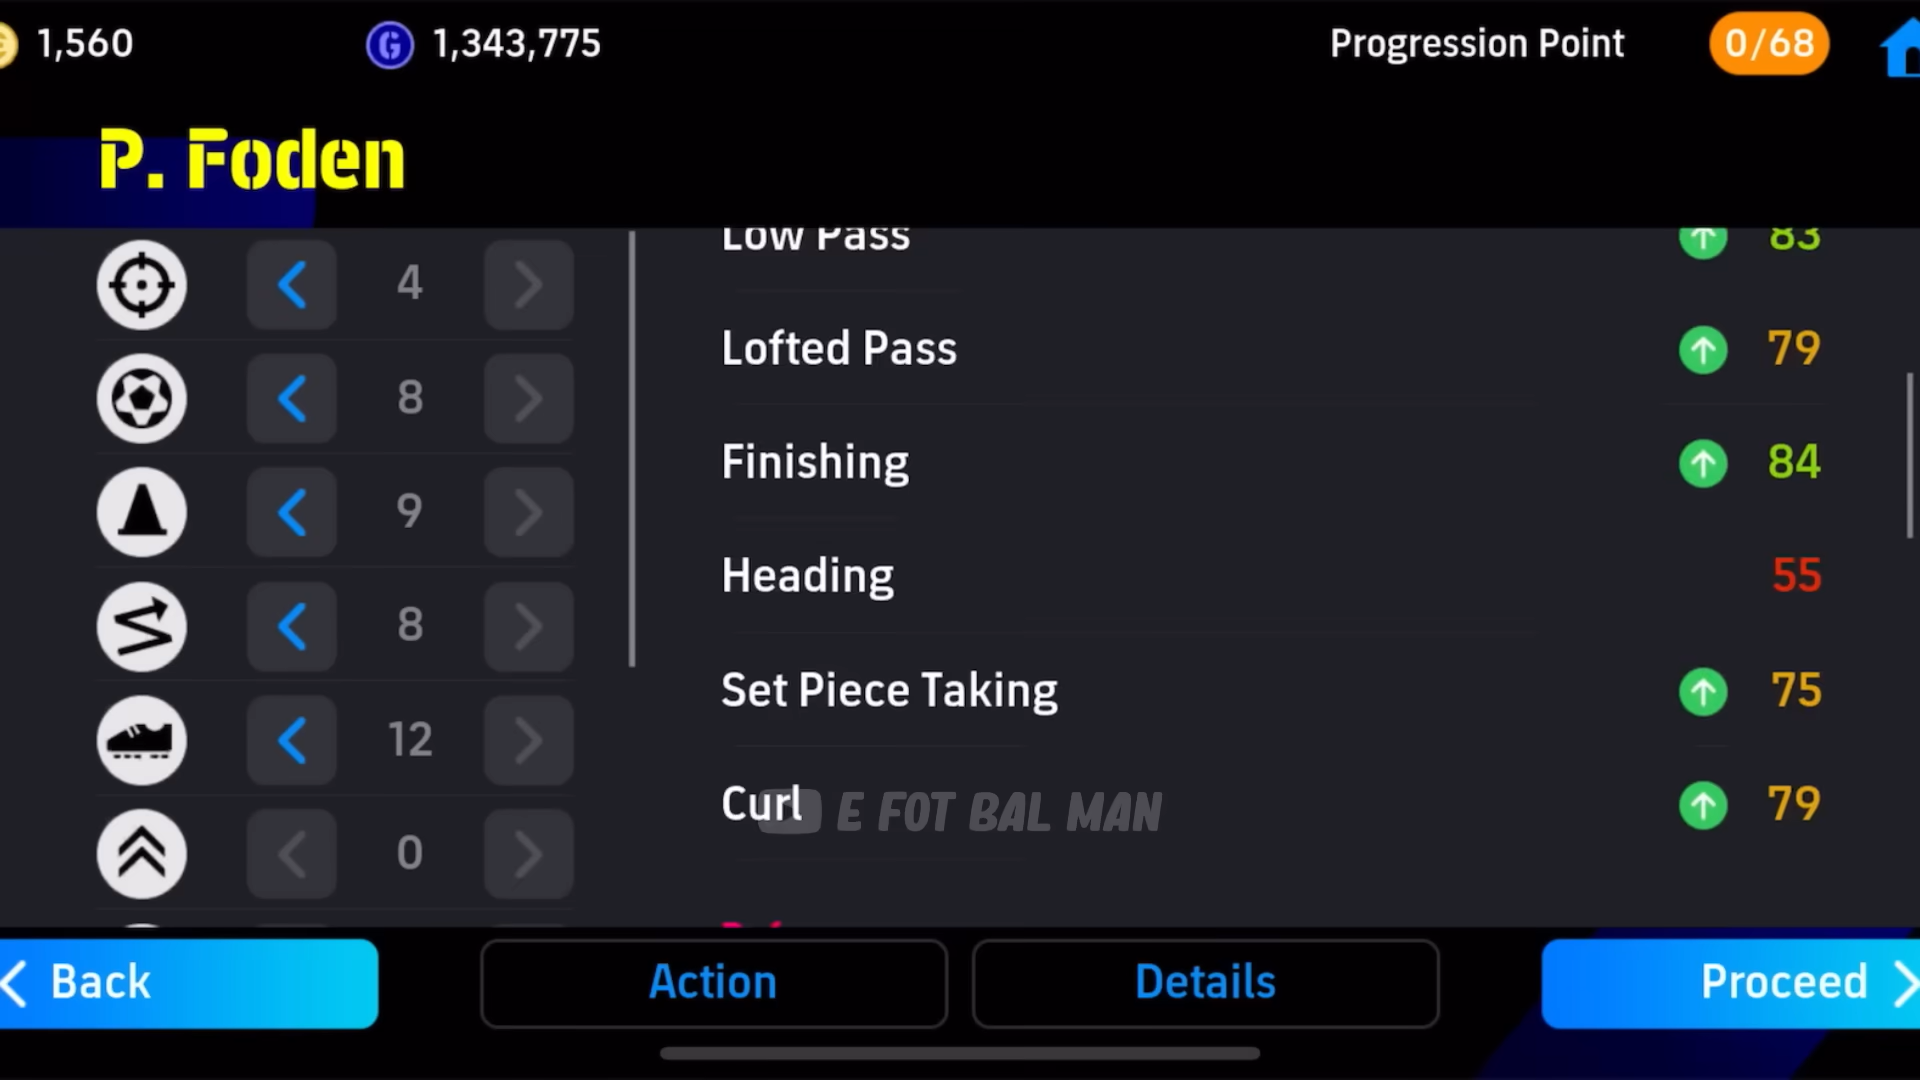 1,560
1,343,775
Progression Point
0/68
P. Foden
Low Pass
83
4
Lofted Pass
79
8
Finishing
84
9
Heading
55
8
Set Piece Taking
75
12
Curl
79
E FOT BAL MAN
0
Back
Action
Details
Proceed